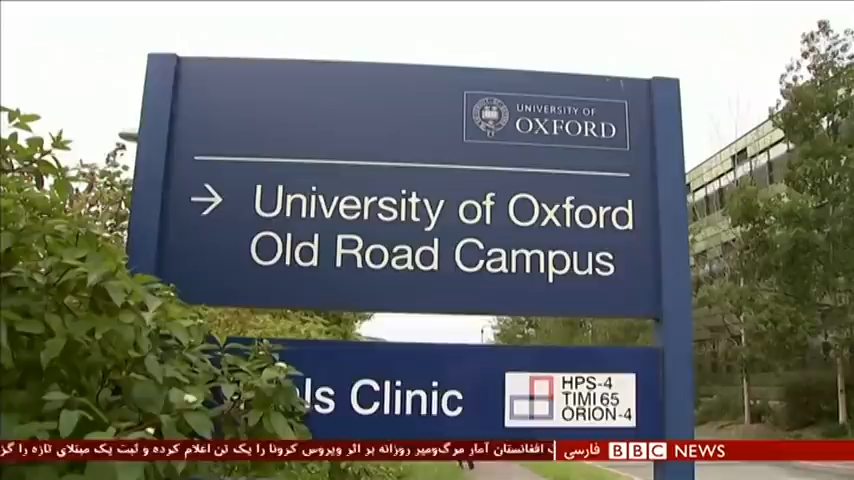 UNIVERSITY OF
OXFORD
→ University of Oxford
Old Road Campus
ls Clinic
HPS-4
TIMI 65
ORION-4
افغانستان آمار مرگ‌ومیر روزانه بر اثر ویروس کرونا را یک تن اعلام کرده و ثبت یک مبتلای تازه را
فارسی BBC NEWS